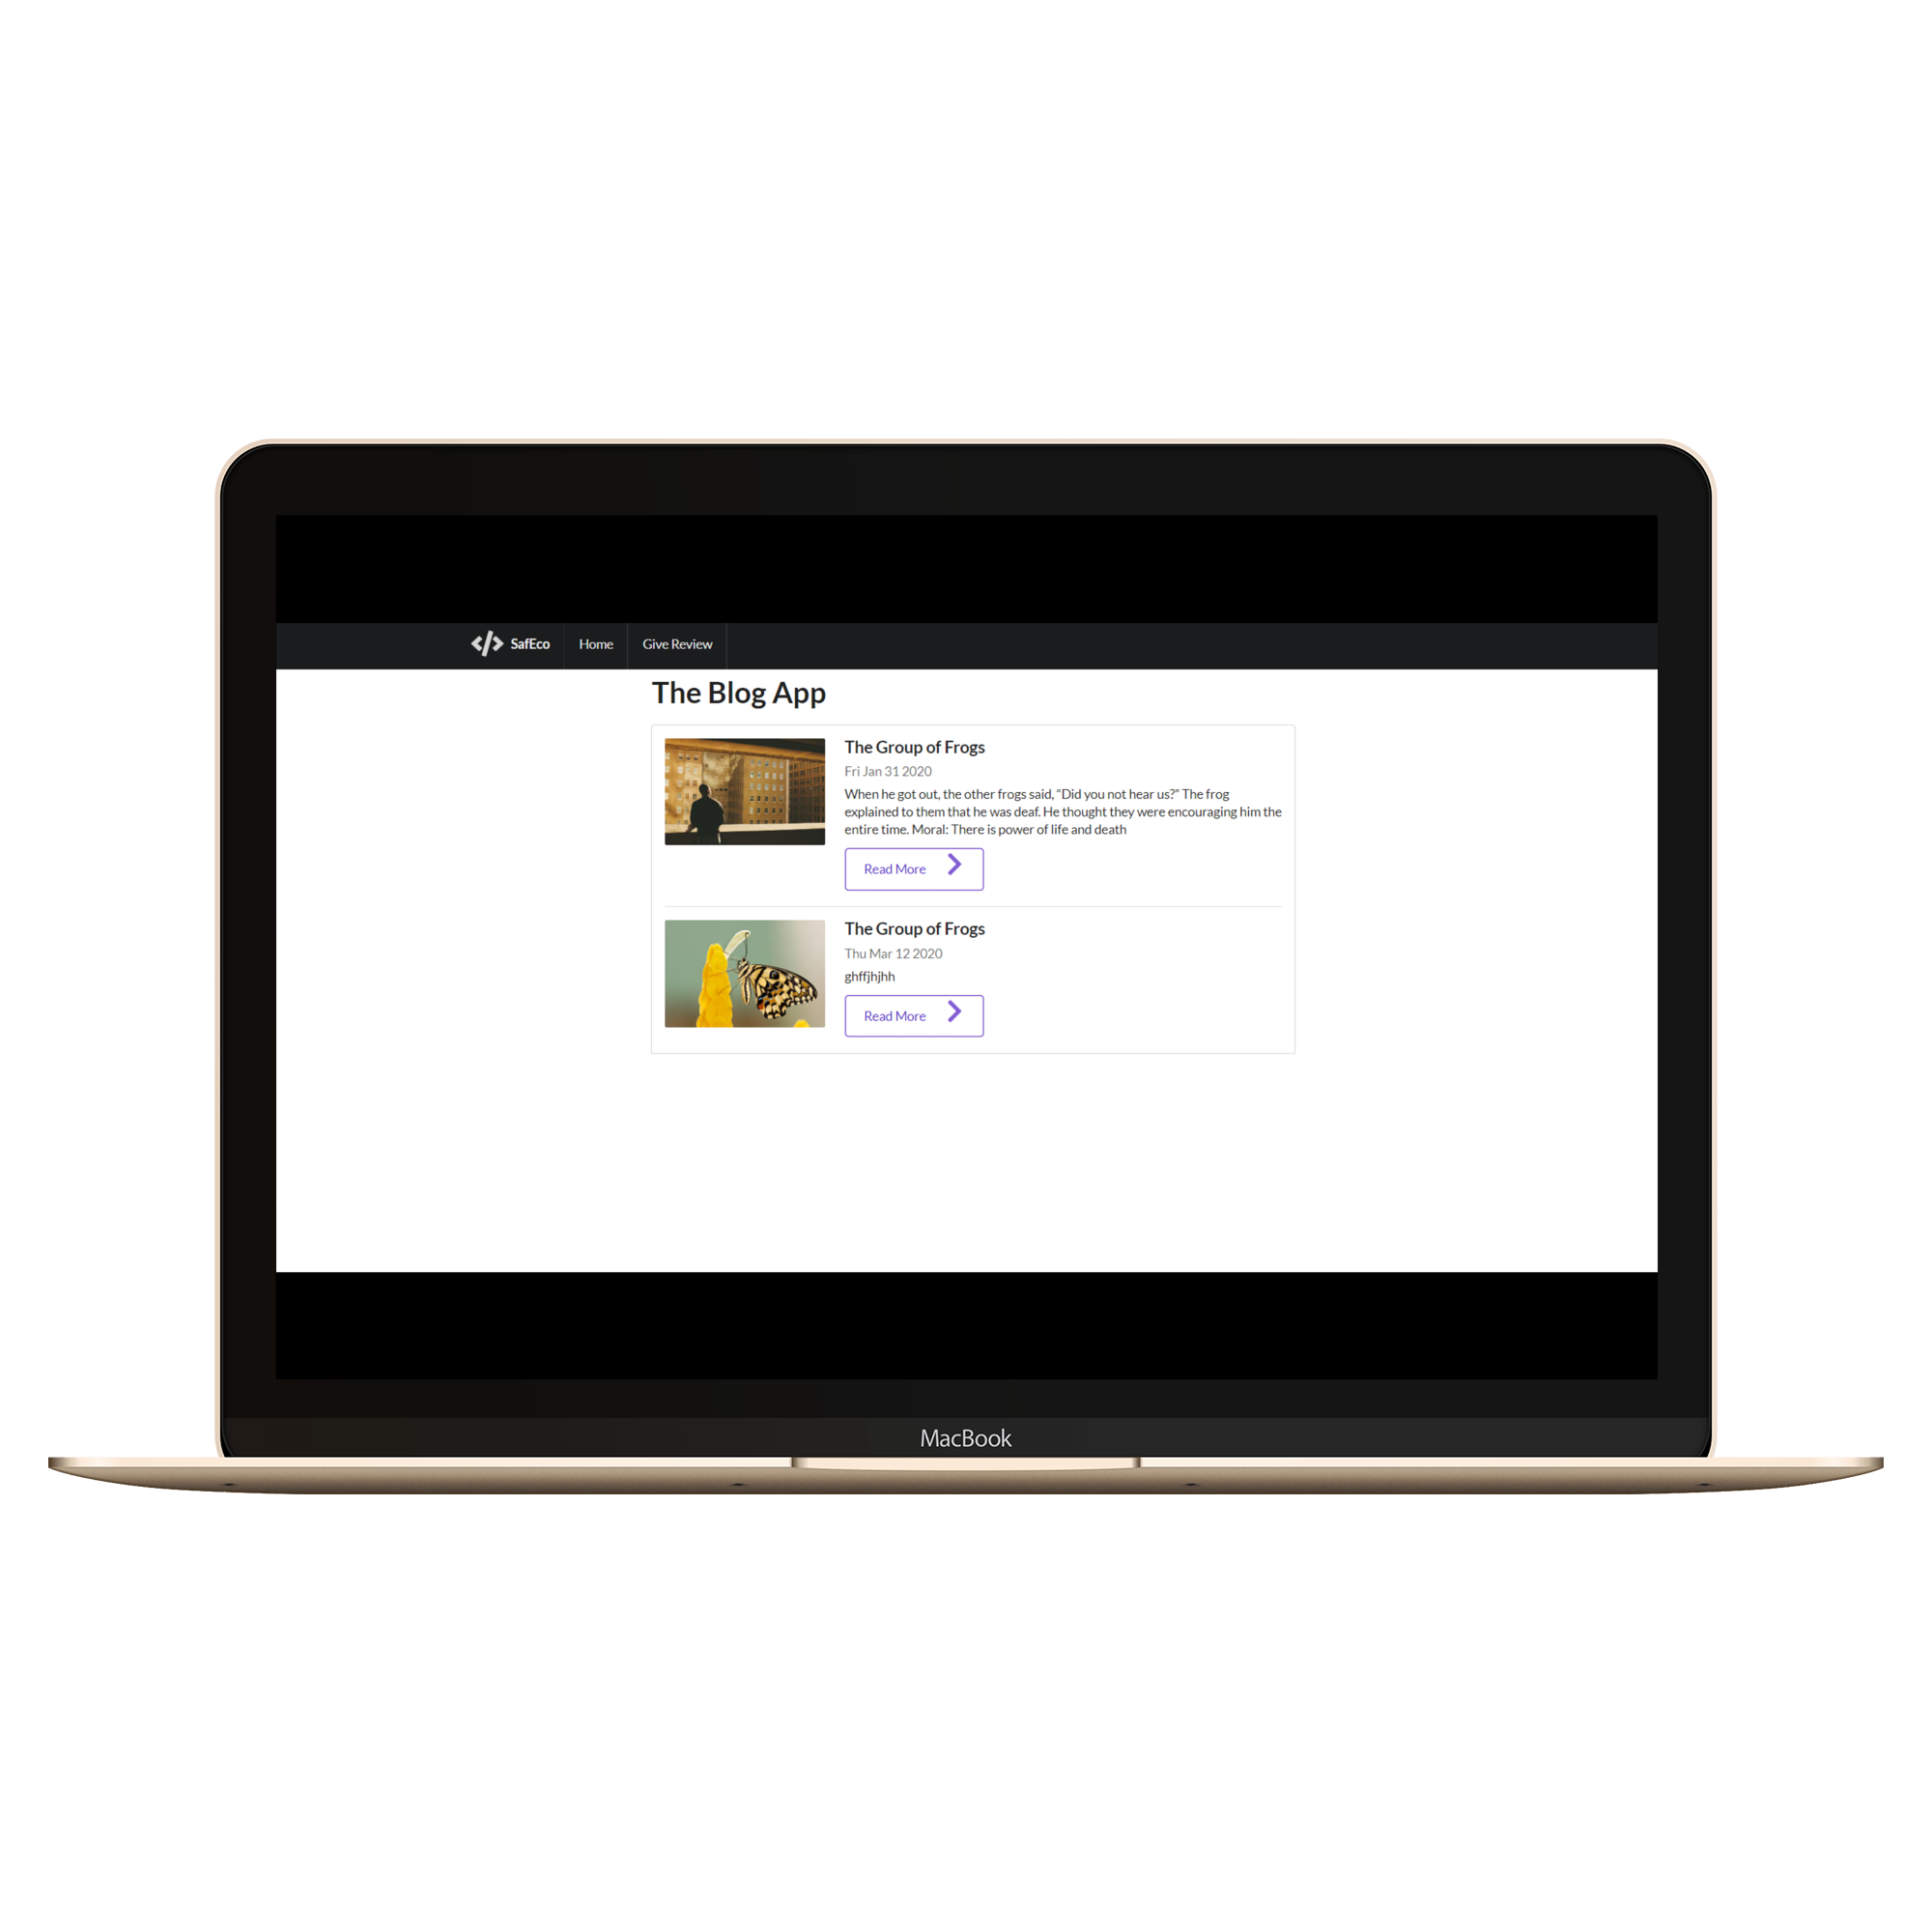 SafEco Home Give Review
The Blog App
The Group of Frogs
Fri Jan 31 2020
When he got out, the other frogs said, “Did you not hear us?” The frog
explained to them that he was deaf. He thought they were encouraging him the
entire time. Moral: There is power of life and death
Read More
The Group of Frogs
Thu Mar 12 2020
ghffjhjhh
Read More
MacBook